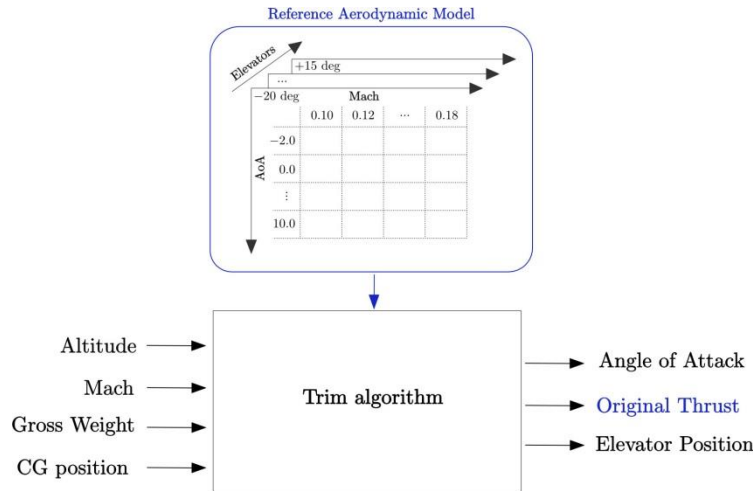 Reference Aerodynamic Model
Elevators
+15 deg
...
−20 deg
Mach
0.10 0.12 ... 0.18
AoA
−2.0
0.0
⋮
10.0
Altitude
Mach
Gross Weight
CG position
Trim algorithm
Angle of Attack
Original Thrust
Elevator Position